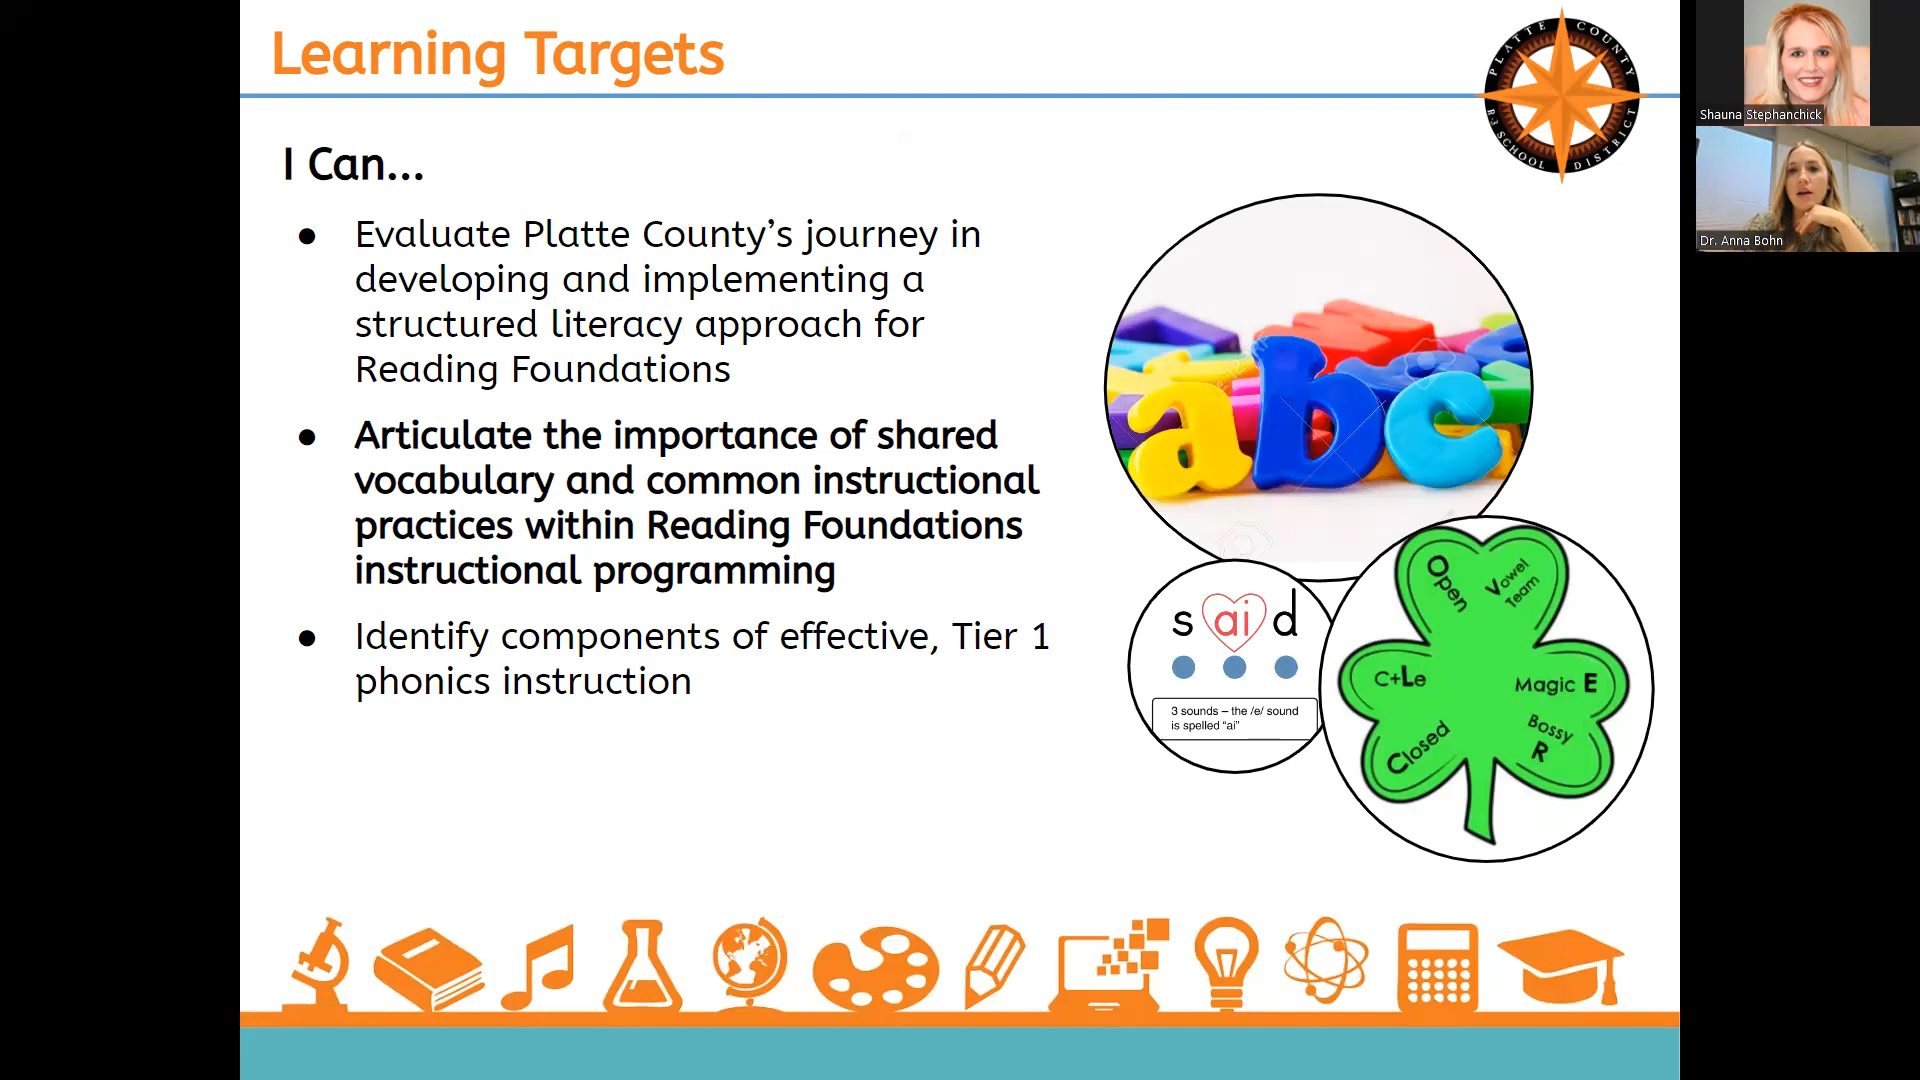 Learning Targets
PLATTE COUNTY
R3 SCHOOL DISTRICT
I Can...
● Evaluate Platte County’s journey in
developing and implementing a
structured literacy approach for
Reading Foundations
● Articulate the importance of shared
vocabulary and common instructional
practices within Reading Foundations
instructional programming
● Identify components of effective, Tier 1
phonics instruction
abc
said
3 sounds – the /e/ sound
is spelled “ai”
Open
Vowel
Team
C+Le
Magic E
Closed
Bossy
R
Shauna Stephanchick
Dr. Anna Bohn